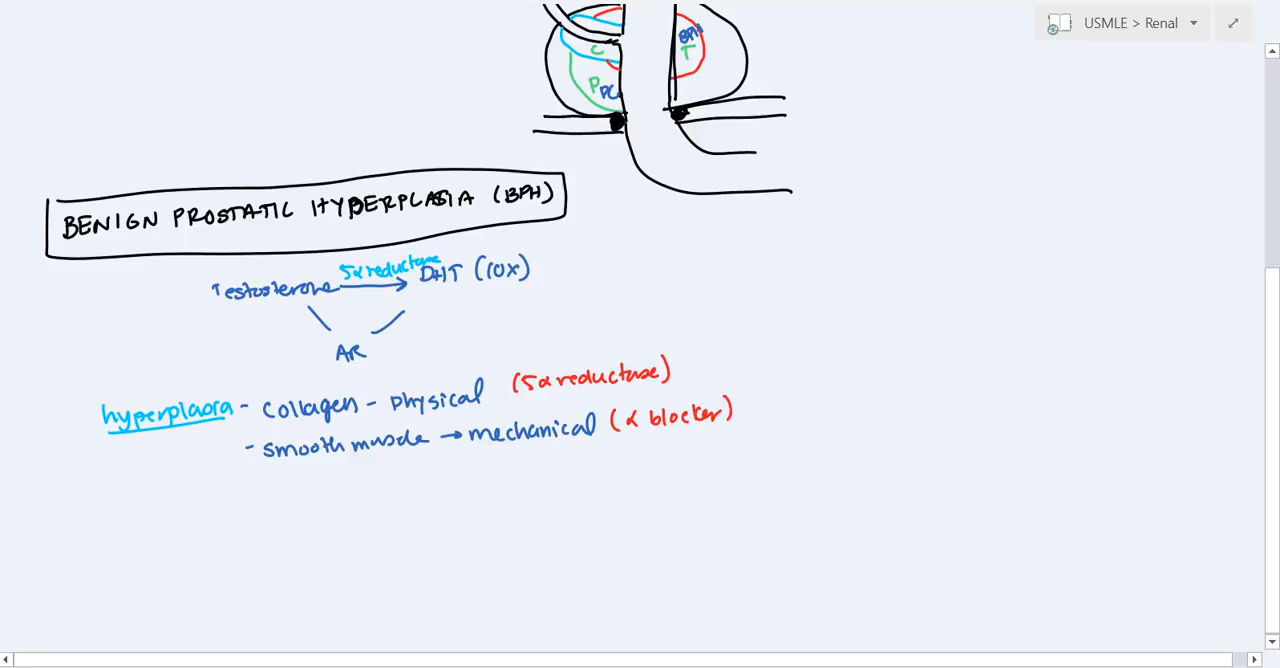 USMLE > Renal
C
P PC
BPH
T
BENIGN PROSTATIC HYPERPLASIA (BPH)
Testosterone 5α reductase DHT (10x)
AR
hyperplasia - collagen - physical (5α reductase)
- smooth muscle → mechanical (α blocker)